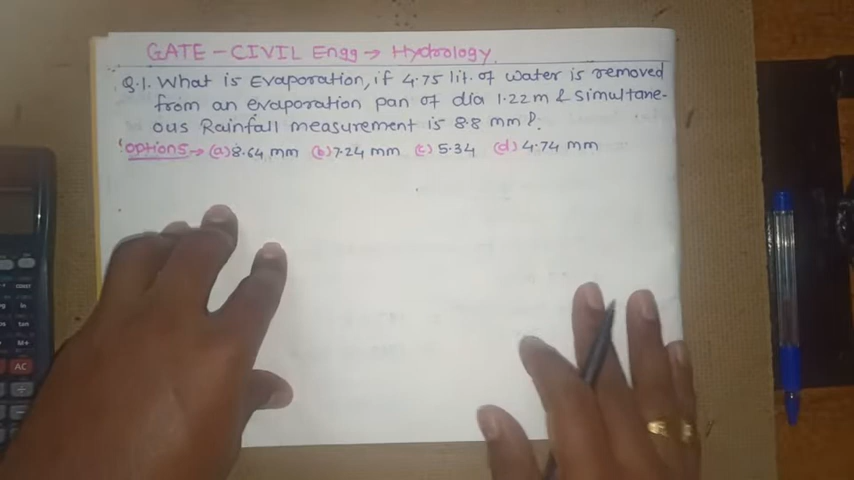 GATE - CIVIL Engg → Hydrology
Q.1. What is Evaporation, if 4.75 lit. of water is removed
from an evaporation pan of dia 1.22m & simultane-
ous Rainfall measurement is 8.8 mm ?.
options → (a) 8.64 mm (b) 7.24 mm (c) 5.34 (d) 4.74 mm
AC